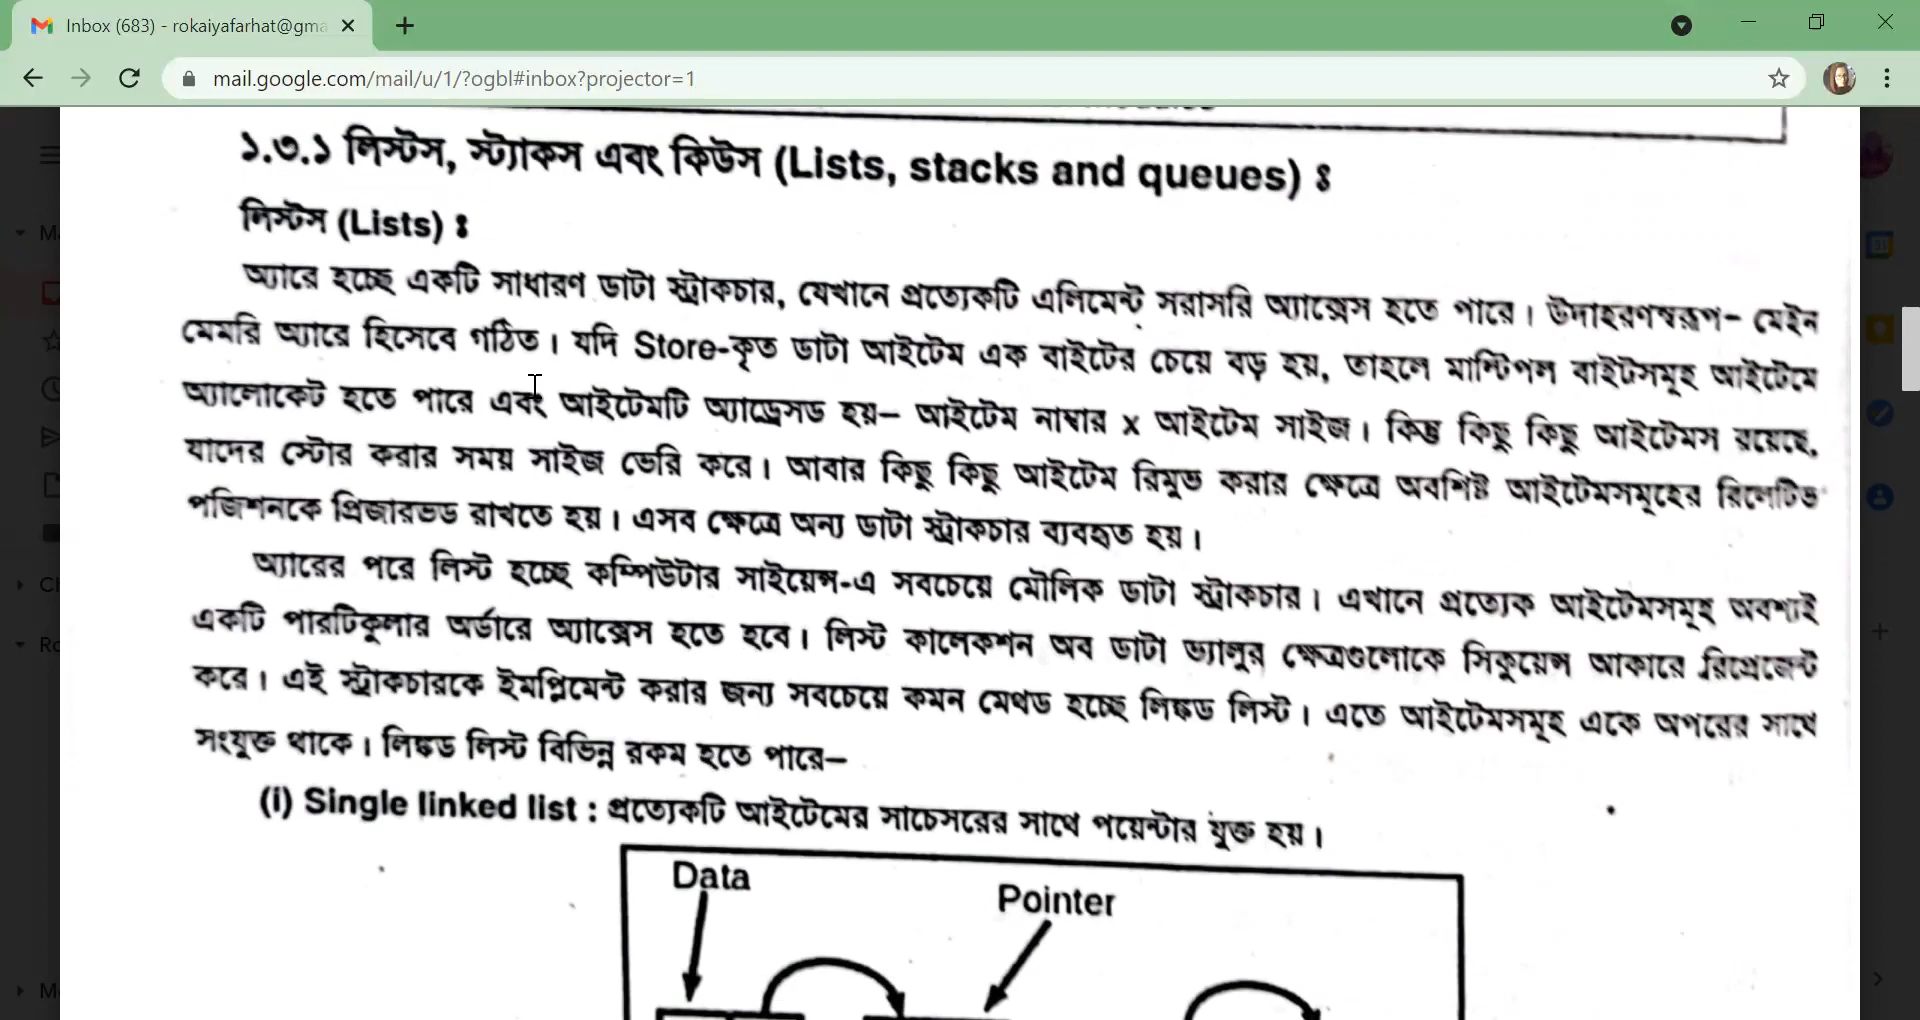 Inbox (683) - rokaiyafarhat@gma
mail.google.com/mail/u/1/?ogbl#inbox?projector=1
১.৩.১ লিস্টস, স্ট্যাকস এবং কিউস (Lists, stacks and queues) ঃ
লিস্টস (Lists) ঃ
অ্যারে হচ্ছে একটি সাধারণ ডাটা স্ট্রাকচার, যেখানে প্রত্যেকটি এলিমেন্ট সরাসরি অ্যাক্সেস হতে পারে। উদাহরণস্বরূপ– মেইন
মেমরি অ্যারে হিসেবে গঠিত। যদি Store-কৃত ডাটা আইটেম এক বাইটের চেয়ে বড় হয়, তাহলে মাল্টিপল বাইটসমূহ আইটেমে
অ্যালোকেট হতে পারে এবং আইটেমটি অ্যাড্রেসড হয়– আইটেম নাম্বার x আইটেম সাইজ। কিন্তু কিছু কিছু আইটেমস রয়েছে,
যাদের স্টোর করার সময় সাইজ ভেরি করে। আবার কিছু কিছু আইটেম রিমুভ করার ক্ষেত্রে অবশিষ্ট আইটেমসমূহের রিলেটিভ
পজিশনকে প্রিজারভড রাখতে হয়। এসব ক্ষেত্রে অন্য ডাটা স্ট্রাকচার ব্যবহৃত হয়।
অ্যারের পরে লিস্ট হচ্ছে কম্পিউটার সাইয়েন্স-এ সবচেয়ে মৌলিক ডাটা স্ট্রাকচার। এখানে প্রত্যেক আইটেমসমূহ অবশ্যই
একটি পারটিকুলার অর্ডারে অ্যাক্সেস হতে হবে। লিস্ট কালেকশন অব ডাটা ভ্যালুর ক্ষেত্রগুলোকে সিকুয়েন্স আকারে রিপ্রেজেন্ট
করে। এই স্ট্রাকচারকে ইমপ্লিমেন্ট করার জন্য সবচেয়ে কমন মেথড হচ্ছে লিঙ্কড লিস্ট। এতে আইটেমসমূহ একে অপরের সাথে
সংযুক্ত থাকে। লিঙ্কড লিস্ট বিভিন্ন রকম হতে পারে–
(i) Single linked list : প্রত্যেকটি আইটেমের সাচেসরের সাথে পয়েন্টার যুক্ত হয়।
Data
Pointer